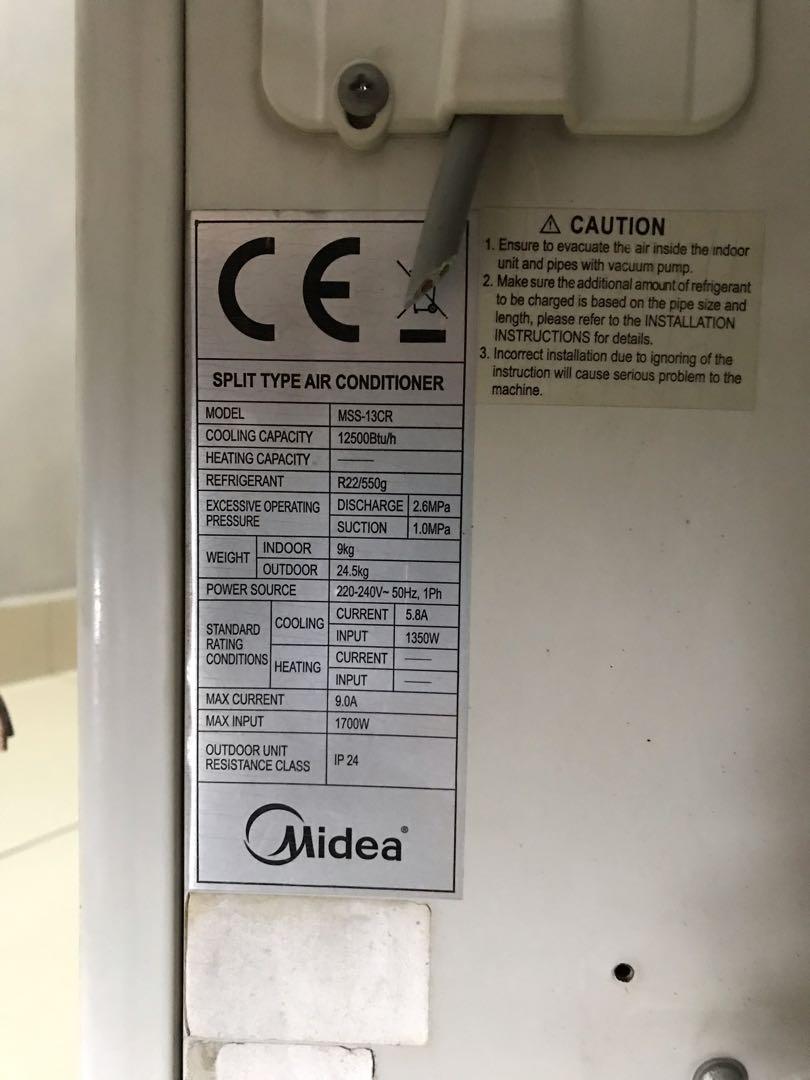 CE
SPLIT TYPE AIR CONDITIONER
MODEL MSS-13CR
COOLING CAPACITY 12500Btu/h
HEATING CAPACITY ——
REFRIGERANT R22/550g
EXCESSIVE OPERATING PRESSURE DISCHARGE 2.6MPa
SUCTION 1.0MPa
WEIGHT INDOOR 9kg
OUTDOOR 24.5kg
POWER SOURCE 220-240V~ 50Hz, 1Ph
STANDARD RATING CONDITIONS COOLING CURRENT 5.8A
INPUT 1350W
HEATING CURRENT ——
INPUT ——
MAX CURRENT 9.0A
MAX INPUT 1700W
OUTDOOR UNIT
RESISTANCE CLASS IP 24
Midea®
⚠ CAUTION
1. Ensure to evacuate the air inside the indoor
unit and pipes with vacuum pump.
2. Make sure the additional amount of refrigerant
to be charged is based on the pipe size and
length, please refer to the INSTALLATION
INSTRUCTIONS for details.
3. Incorrect installation due to ignoring of the
instruction will cause serious problem to the
machine.